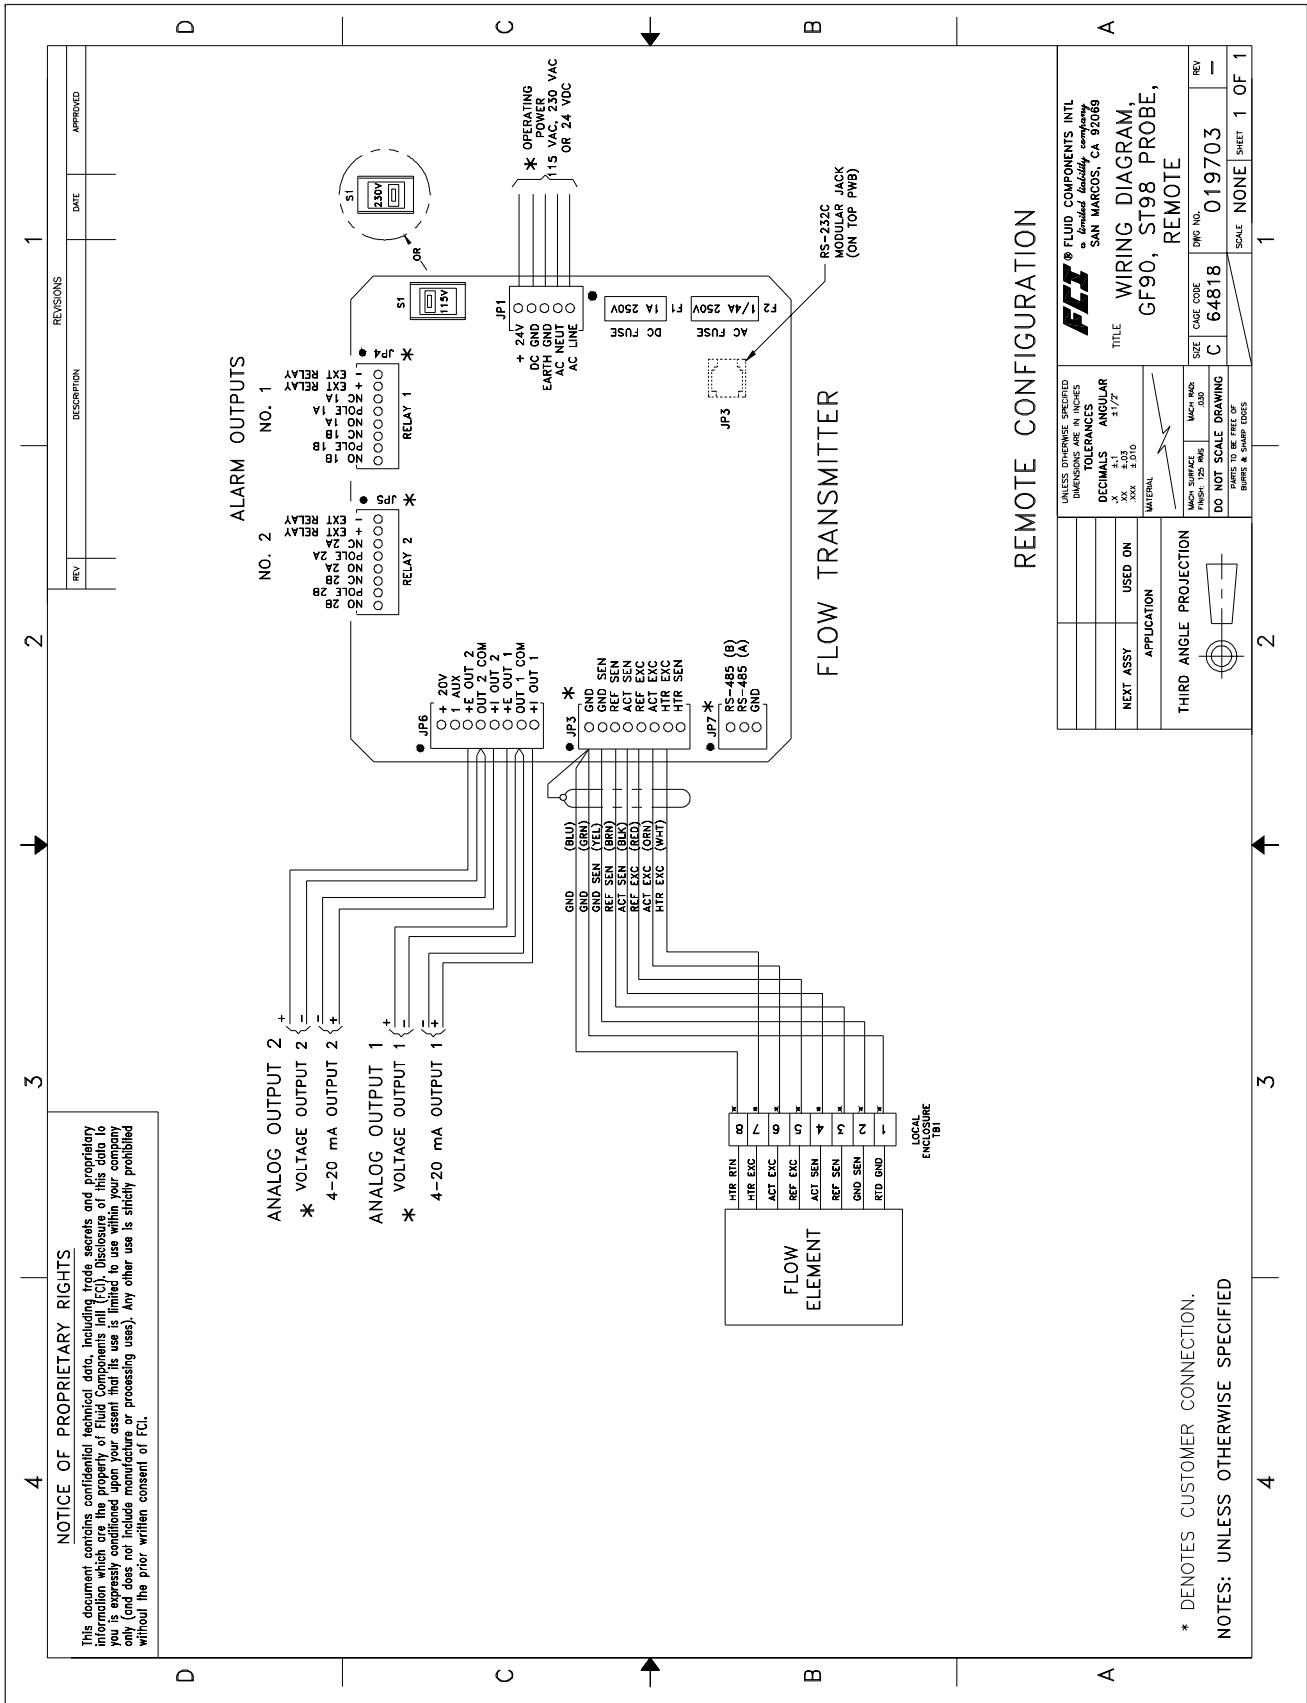 4
3
2
1
NOTICE OF PROPRIETARY RIGHTS
This document contains confidential technical data, including trade secrets and proprietary
information which are the property of Fluid Components Intl (FCI). Disclosure of this data to
you is expressly conditioned upon your assent that its use is limited to use within your company
only (and does not include manufacture or processing uses). Any other use is strictly prohibited
without the prior written consent of FCI.
REVISIONS
REV
DESCRIPTION
DATE
APPROVED
D
D
C
C
B
B
A
A
ALARM OUTPUTS
NO. 2
NO. 1
NO 2B
POLE 2B
NC 2B
NO 2A
POLE 2A
NC 2A
+ EXT RELAY
- EXT RELAY
RELAY 2
JP5
*
NO 1B
POLE 1B
NC 1B
NO 1A
POLE 1A
NC 1A
+ EXT RELAY
- EXT RELAY
RELAY 1
JP4
*
S1
115V
OR
S1
230V
ANALOG OUTPUT 2
* VOLTAGE OUTPUT 2
+
-
4-20 mA OUTPUT 2
-
+
ANALOG OUTPUT 1
* VOLTAGE OUTPUT 1
+
-
4-20 mA OUTPUT 1
-
+
JP6
+ 20V
1 AUX
+E OUT 2
OUT 2 COM
+I OUT 2
+E OUT 1
OUT 1 COM
+I OUT 1
JP1
+ 24V
DC GND
EARTH GND
AC NEUT
AC LINE
* OPERATING
POWER
115 VAC, 230 VAC
OR 24 VDC
JP3
*
GND
GND SEN
REF SEN
ACT SEN
REF EXC
ACT EXC
HTR EXC
HTR SEN
GND (BLU)
GND (GRN)
GND SEN (YEL)
REF SEN (BRN)
ACT SEN (BLK)
REF EXC (RED)
ACT EXC (ORN)
HTR EXC (WHT)
DC FUSE
1A 250V
F1
AC FUSE
1/4A 250V
F2
JP7 *
RS-485 (B)
RS-485 (A)
GND
JP3
RS-232C
MODULAR JACK
(ON TOP PWB)
FLOW TRANSMITTER
FLOW
ELEMENT
HTR RTN 8 *
HTR EXC 7 *
ACT EXC 6 *
REF EXC 5 *
ACT SEN 4 *
REF SEN 3 *
GND SEN 2 *
RTD GND 1 *
LOCAL
ENCLOSURE
TB1
REMOTE CONFIGURATION
* DENOTES CUSTOMER CONNECTION.
NOTES: UNLESS OTHERWISE SPECIFIED
NEXT ASSY
USED ON
APPLICATION
THIRD ANGLE PROJECTION
UNLESS OTHERWISE SPECIFIED
DIMENSIONS ARE IN INCHES
TOLERANCES
DECIMALS ANGULAR
.X ±.1 ±1/2°
.XX ±.03
.XXX ±.010
MATERIAL
MACH SURFACE
FINISH: 125 RMS
MACH RAD:
.030
DO NOT SCALE DRAWING
PARTS TO BE FREE OF
BURRS & SHARP EDGES
FCI ® FLUID COMPONENTS INTL
a limited liability company
SAN MARCOS, CA 92069
TITLE
WIRING DIAGRAM,
GF90, ST98 PROBE,
REMOTE
SIZE
C
CAGE CODE
64818
DWG NO.
019703
REV
—
SCALE NONE
SHEET 1 OF 1
4
3
2
1